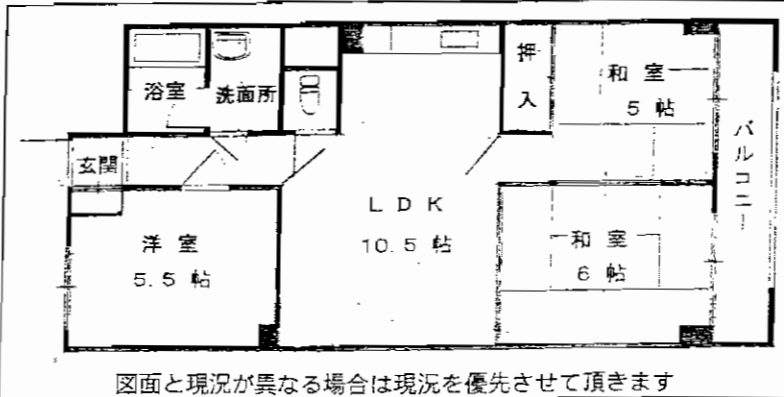 浴室
洗面所
押入
和室
5 帖
バルコニー
玄関
LDK
10.5 帖
洋室
5.5 帖
和室
6 帖
図面と現況が異なる場合は現況を優先させて頂きます